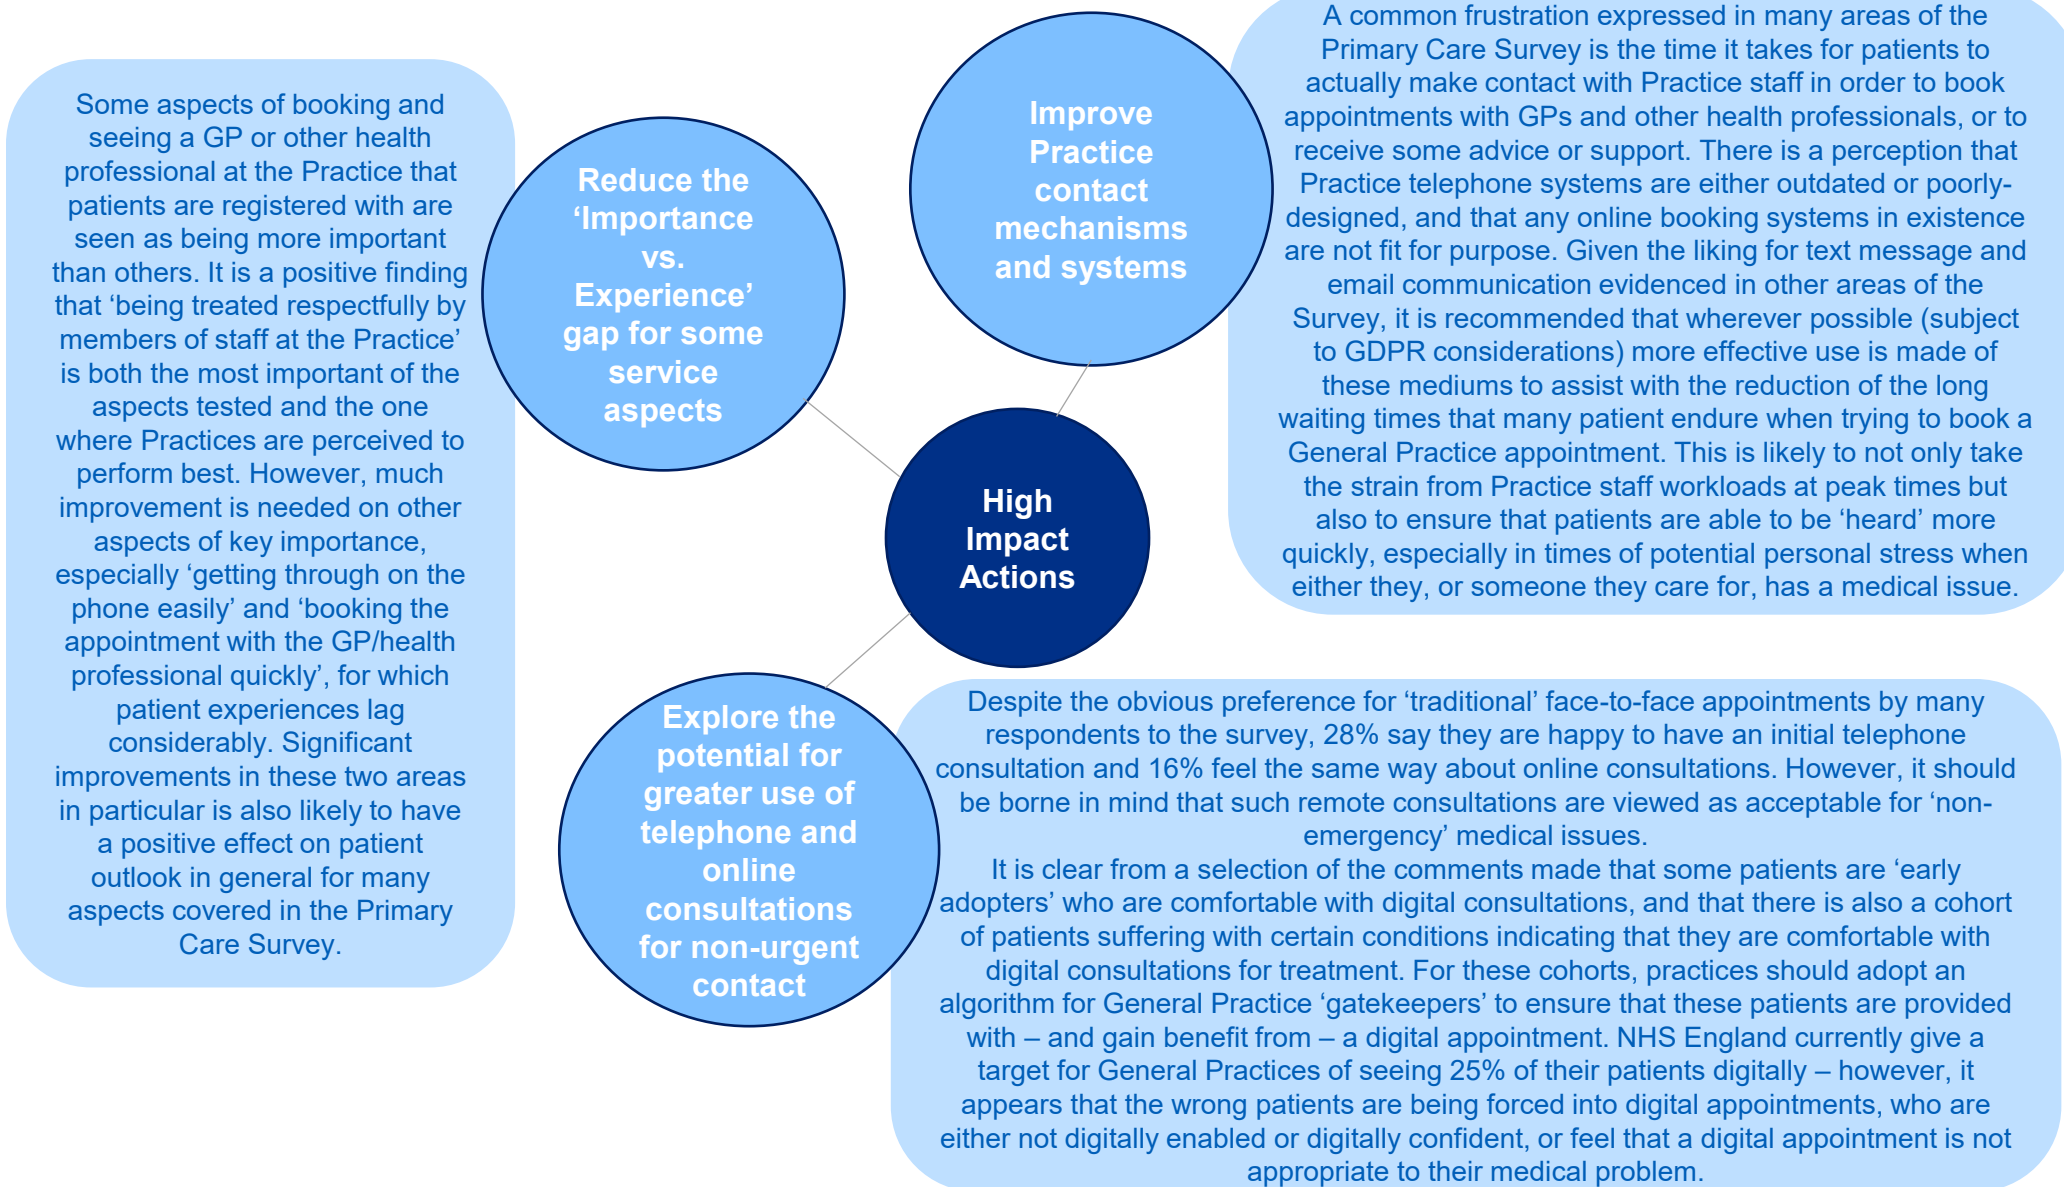 Some aspects of booking and
seeing a GP or other health
professional at the Practice that
patients are registered with are
seen as being more important
than others. It is a positive finding
that ‘being treated respectfully by
members of staff at the Practice’
is both the most important of the
aspects tested and the one
where Practices are perceived to
perform best. However, much
improvement is needed on other
aspects of key importance,
especially ‘getting through on the
phone easily’ and ‘booking the
appointment with the GP/health
professional quickly’, for which
patient experiences lag
considerably. Significant
improvements in these two areas
in particular is also likely to have
a positive effect on patient
outlook in general for many
aspects covered in the Primary
Care Survey.
Reduce the
‘Importance
vs.
Experience’
gap for some
service
aspects
Improve
Practice
contact
mechanisms
and systems
A common frustration expressed in many areas of the
Primary Care Survey is the time it takes for patients to
actually make contact with Practice staff in order to book
appointments with GPs and other health professionals, or to
receive some advice or support. There is a perception that
Practice telephone systems are either outdated or poorly-
designed, and that any online booking systems in existence
are not fit for purpose. Given the liking for text message and
email communication evidenced in other areas of the
Survey, it is recommended that wherever possible (subject
to GDPR considerations) more effective use is made of
these mediums to assist with the reduction of the long
waiting times that many patient endure when trying to book a
General Practice appointment. This is likely to not only take
the strain from Practice staff workloads at peak times but
also to ensure that patients are able to be ‘heard’ more
quickly, especially in times of potential personal stress when
either they, or someone they care for, has a medical issue.
High
Impact
Actions
Explore the
potential for
greater use of
telephone and
online
consultations
for non-urgent
contact
Despite the obvious preference for ‘traditional’ face-to-face appointments by many
respondents to the survey, 28% say they are happy to have an initial telephone
consultation and 16% feel the same way about online consultations. However, it should
be borne in mind that such remote consultations are viewed as acceptable for ‘non-
emergency’ medical issues.
It is clear from a selection of the comments made that some patients are ‘early
adopters’ who are comfortable with digital consultations, and that there is also a cohort
of patients suffering with certain conditions indicating that they are comfortable with
digital consultations for treatment. For these cohorts, practices should adopt an
algorithm for General Practice ‘gatekeepers’ to ensure that these patients are provided
with – and gain benefit from – a digital appointment. NHS England currently give a
target for General Practices of seeing 25% of their patients digitally – however, it
appears that the wrong patients are being forced into digital appointments, who are
either not digitally enabled or digitally confident, or feel that a digital appointment is not
appropriate to their medical problem.